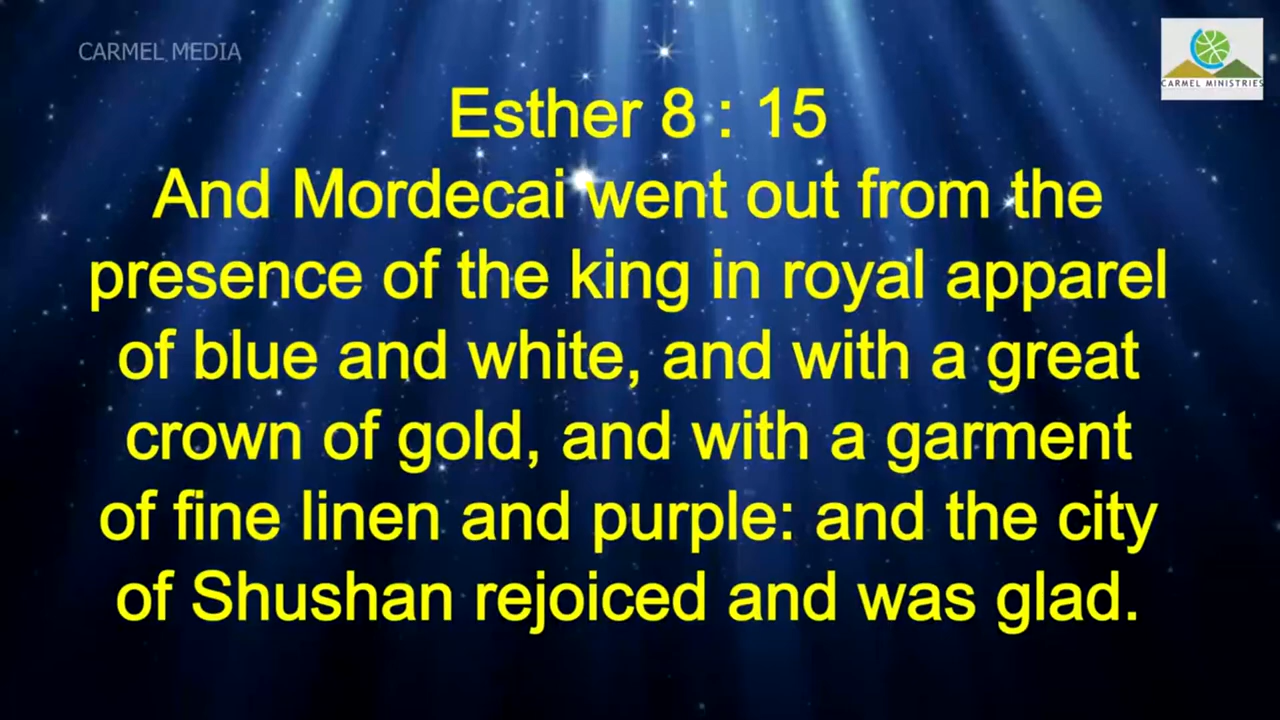 CARMEL MEDIA
CARMEL MINISTRIES
Esther 8 : 15
And Mordecai went out from the
presence of the king in royal apparel
of blue and white, and with a great
crown of gold, and with a garment
of fine linen and purple: and the city
of Shushan rejoiced and was glad.